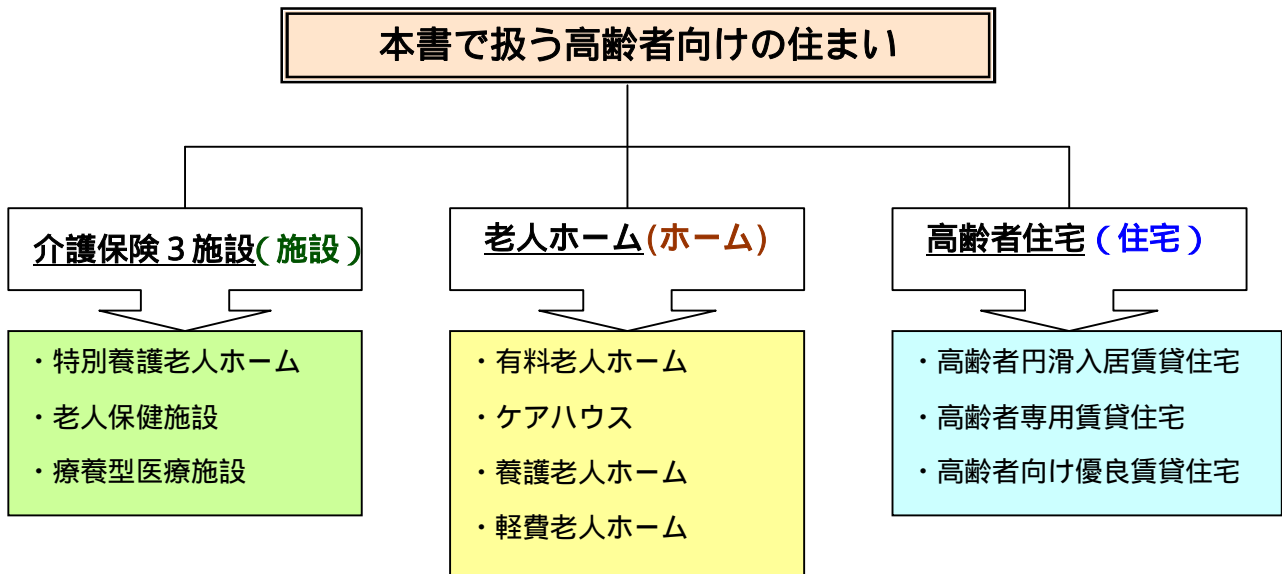 本書で扱う高齢者向けの住まい
介護保険３施設(施設)
・特別養護老人ホーム
・老人保健施設
・療養型医療施設
老人ホーム(ホーム)
・有料老人ホーム
・ケアハウス
・養護老人ホーム
・軽費老人ホーム
高齢者住宅(住宅)
・高齢者円滑入居賃貸住宅
・高齢者専用賃貸住宅
・高齢者向け優良賃貸住宅